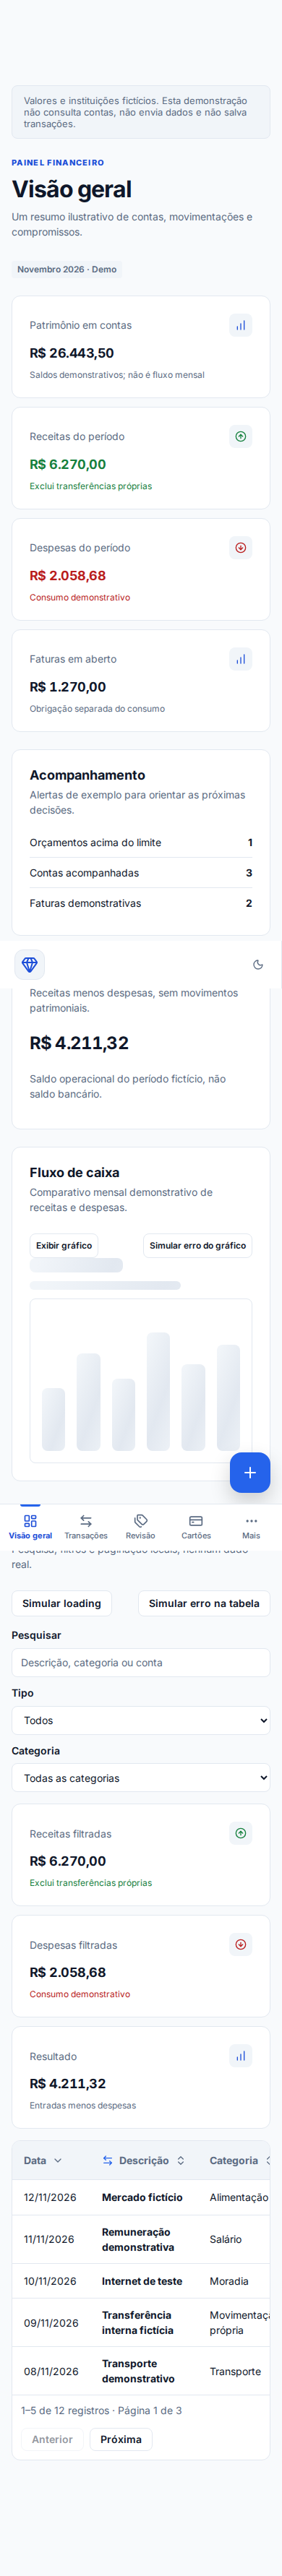 Valores e instituições fictícios. Esta demonstração
não consulta contas, não envia dados e não salva
transações.
PAINEL FINANCEIRO
Visão geral
Um resumo ilustrativo de contas, movimentações e
compromissos.
Novembro 2026 · Demo
Patrimônio em contas
R$ 26.443,50
Saldos demonstrativos; não é fluxo mensal
Receitas do período
R$ 6.270,00
Exclui transferências próprias
Despesas do período
R$ 2.058,68
Consumo demonstrativo
Faturas em aberto
R$ 1.270,00
Obrigação separada do consumo
Acompanhamento
Alertas de exemplo para orientar as próximas
decisões.
Orçamentos acima do limite 1
Contas acompanhadas 3
Faturas demonstrativas 2
Receitas menos despesas, sem movimentos
patrimoniais.
R$ 4.211,32
Saldo operacional do período fictício, não
saldo bancário.
Fluxo de caixa
Comparativo mensal demonstrativo de
receitas e despesas.
Exibir gráfico Simular erro do gráfico
Visão geral Transações Revisão Cartões Mais
real.
Simular loading Simular erro na tabela
Pesquisar
Descrição, categoria ou conta
Tipo
Todos
Categoria
Todas as categorias
Receitas filtradas
R$ 6.270,00
Exclui transferências próprias
Despesas filtradas
R$ 2.058,68
Consumo demonstrativo
Resultado
R$ 4.211,32
Entradas menos despesas
Data Descrição Categoria
12/11/2026 Mercado fictício Alimentação
11/11/2026 Remuneração demonstrativa Salário
10/11/2026 Internet de teste Moradia
09/11/2026 Transferência interna fictícia própria
08/11/2026 Transporte demonstrativo Transporte
1–5 de 12 registros · Página 1 de 3
Anterior Próxima